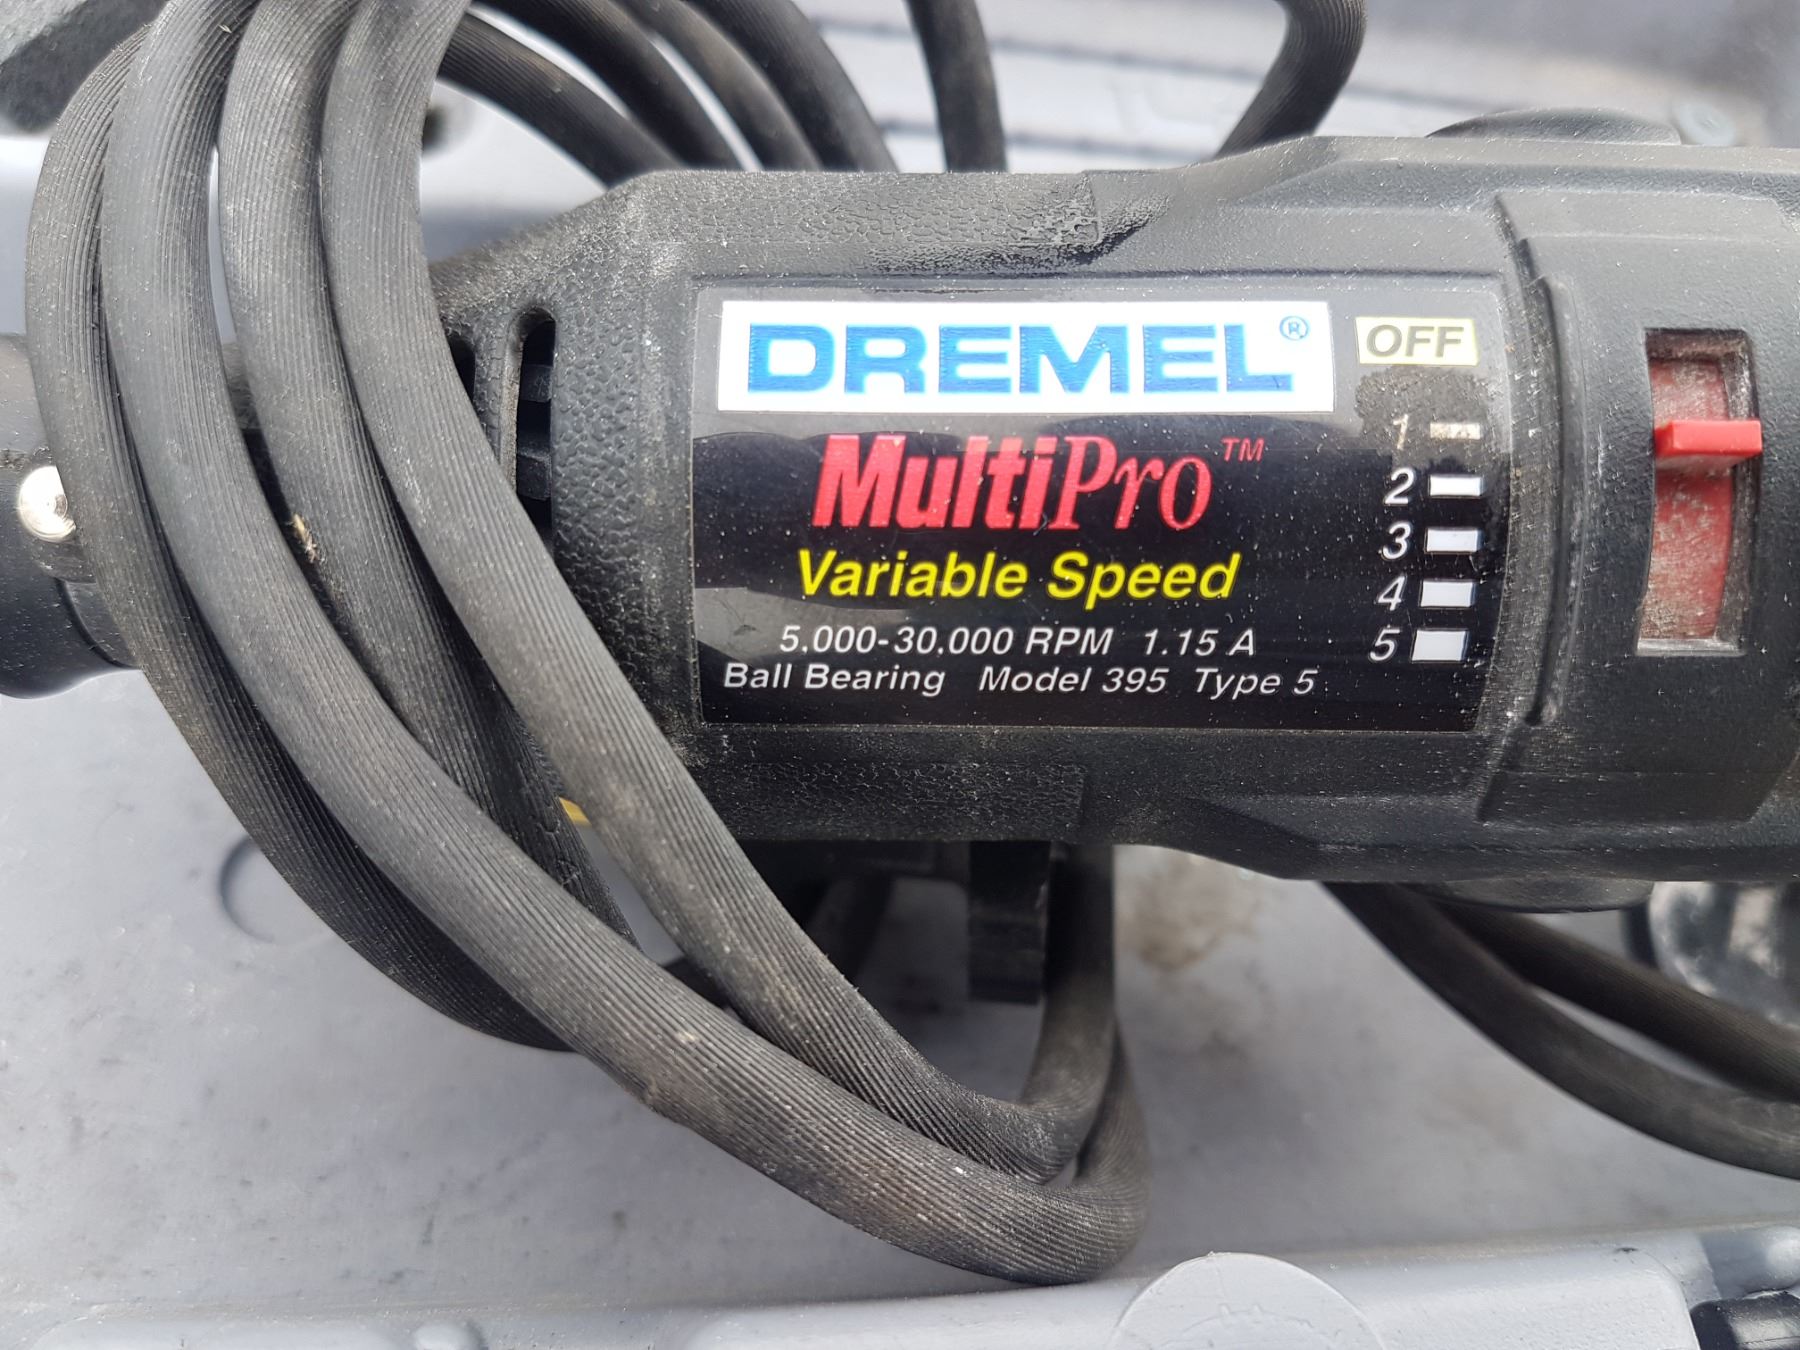 DREMEL®
OFF
MultiPro™
1
Variable Speed
2
3
4
5
5,000-30,000 RPM 1.15 A
Ball Bearing Model 395 Type 5